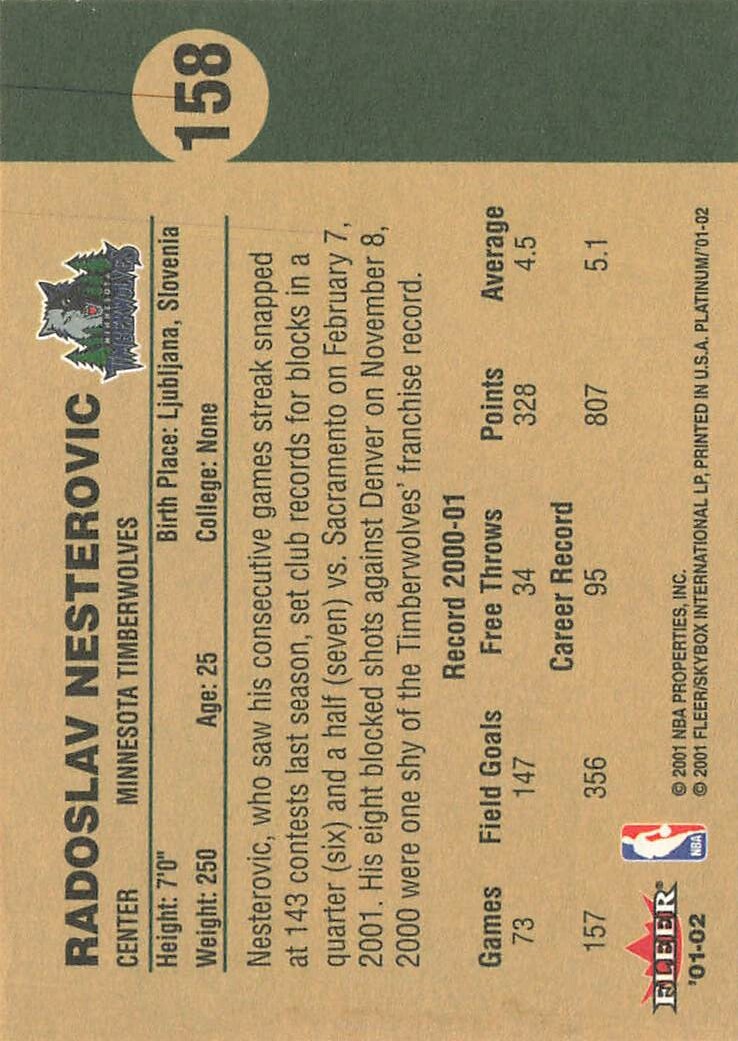 158
RADOSLAV NESTEROVIC
MINNESOTA
TIMBERWOLVES
CENTER MINNESOTA TIMBERWOLVES
Height: 7'0" Birth Place: Ljubljana, Slovenia
Weight: 250 Age: 25 College: None
Nesterovic, who saw his consecutive games streak snapped
at 143 contests last season, set club records for blocks in a
quarter (six) and a half (seven) vs. Sacramento on February 7,
2001. His eight blocked shots against Denver on November 8,
2000 were one shy of the Timberwolves' franchise record.
Record 2000-01
Games Field Goals Free Throws Points Average
73 147 34 328 4.5
Career Record
157 356 95 807 5.1
FLEER®
'01-02
NBA
© 2001 NBA PROPERTIES, INC.
© 2001 FLEER/SKYBOX INTERNATIONAL LP, PRINTED IN U.S.A. PLATINUM/'01-02